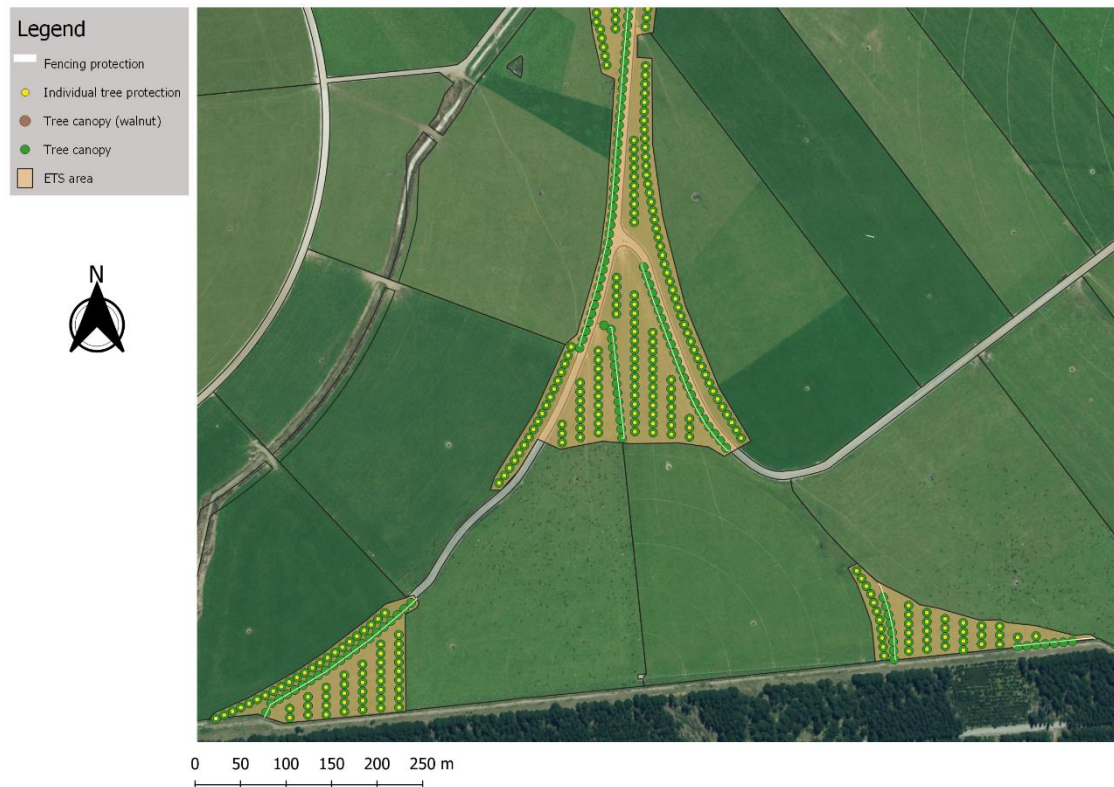 Legend
Fencing protection
Individual tree protection
Tree canopy (walnut)
Tree canopy
ETS area
N
0 50 100 150 200 250 m